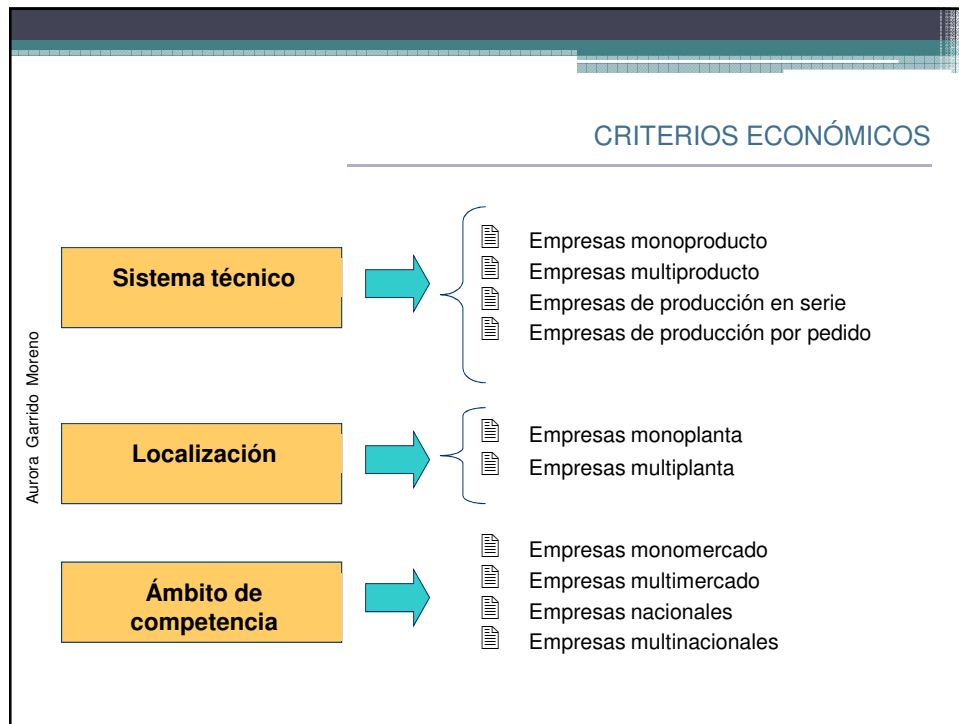 CRITERIOS ECONÓMICOS
Sistema técnico
Empresas monoproducto
Empresas multiproducto
Empresas de producción en serie
Empresas de producción por pedido
Localización
Empresas monoplanta
Empresas multiplanta
Ámbito de
competencia
Empresas monomercado
Empresas multimercado
Empresas nacionales
Empresas multinacionales
Aurora Garrido Moreno